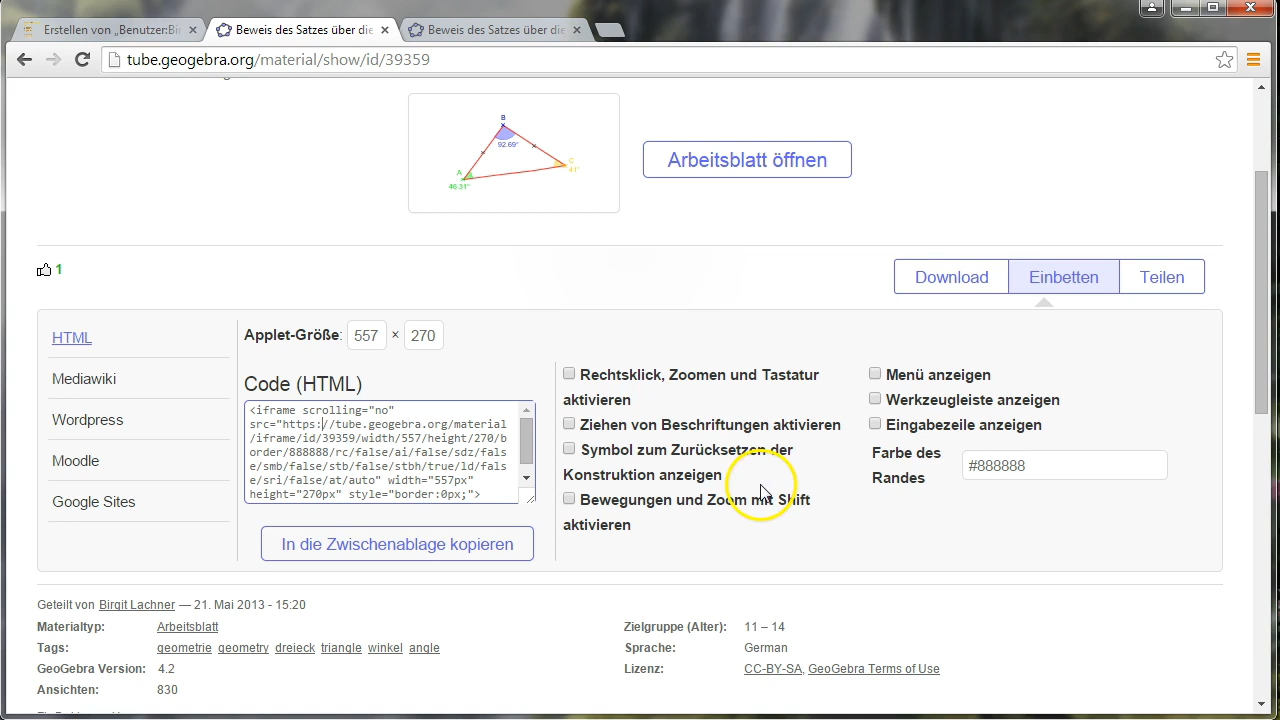 Erstellen von „Benutzer:Bir
Beweis des Satzes über die
Beweis des Satzes über die
tube.geogebra.org/material/show/id/39359
B
92.69°
A
46.31°
C
41°
Arbeitsblatt öffnen
1
Download
Einbetten
Teilen
HTML
Mediawiki
Wordpress
Moodle
Google Sites
Applet-Größe: 557 × 270
Code (HTML)
<iframe scrolling="no"
src="https://tube.geogebra.org/material
/iframe/id/39359/width/557/height/270/b
order/888888/rc/false/ai/false/sdz/fals
e/smb/false/stb/false/stbh/true/ld/fals
e/sri/false/at/auto" width="557px"
height="270px" style="border:0px;">
In die Zwischenablage kopieren
Rechtsklick, Zoomen und Tastatur
aktivieren
Ziehen von Beschriftungen aktivieren
Symbol zum Zurücksetzen der
Konstruktion anzeigen
Bewegungen und Zoom mit Shift
aktivieren
Menü anzeigen
Werkzeugleiste anzeigen
Eingabezeile anzeigen
Farbe des
Randes
#888888
Geteilt von Birgit Lachner — 21. Mai 2013 - 15:20
Materialtyp: Arbeitsblatt
Tags: geometrie geometry dreieck triangle winkel angle
GeoGebra Version: 4.2
Ansichten: 830
Zielgruppe (Alter): 11 – 14
Sprache: German
Lizenz: CC-BY-SA, GeoGebra Terms of Use